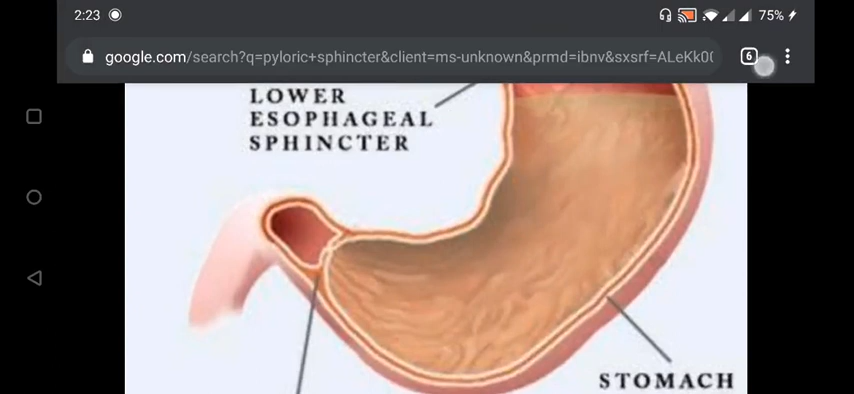 2:23
75%
google.com/search?q=pyloric+sphincter&client=ms-unknown&prmd=ibnv&sxsrf=ALeKk0(
6
LOWER
ESOPHAGEAL
SPHINCTER
STOMACH